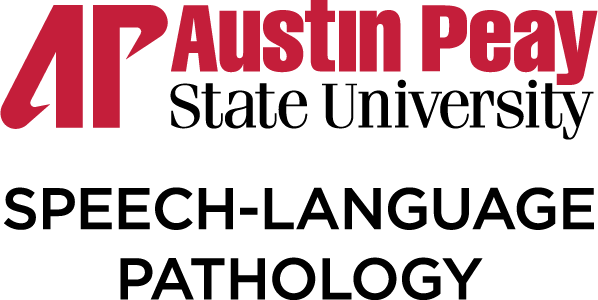 AP Austin Peay
State University
SPEECH-LANGUAGE
PATHOLOGY